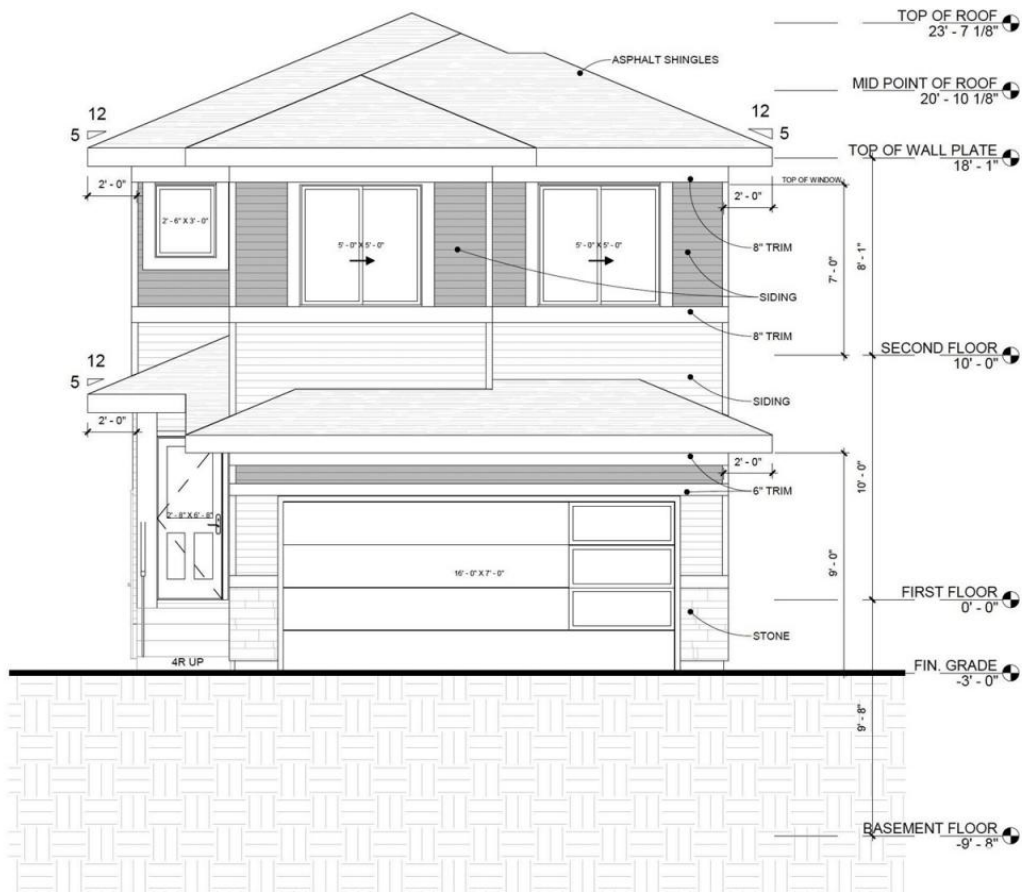 TOP OF ROOF
23' - 7 1/8"
ASPHALT SHINGLES
MID POINT OF ROOF
20' - 10 1/8"
12
5
12
5
TOP OF WALL PLATE
18' - 1"
2' - 0"
TOP OF WINDOW
2' - 0"
2' - 6" X 3' - 0"
5' - 0" X 5' - 0"
5' - 0" X 5' - 0"
8" TRIM
7' - 0"
8' - 1"
SIDING
8" TRIM
SECOND FLOOR
10' - 0"
12
5
SIDING
2' - 0"
2' - 0"
6" TRIM
10' - 0"
2' - 8" X 6' - 8"
9' - 0"
16' - 0" X 7' - 0"
FIRST FLOOR
0' - 0"
STONE
4R UP
FIN. GRADE
-3' - 0"
9' - 8"
BASEMENT FLOOR
-9' - 8"